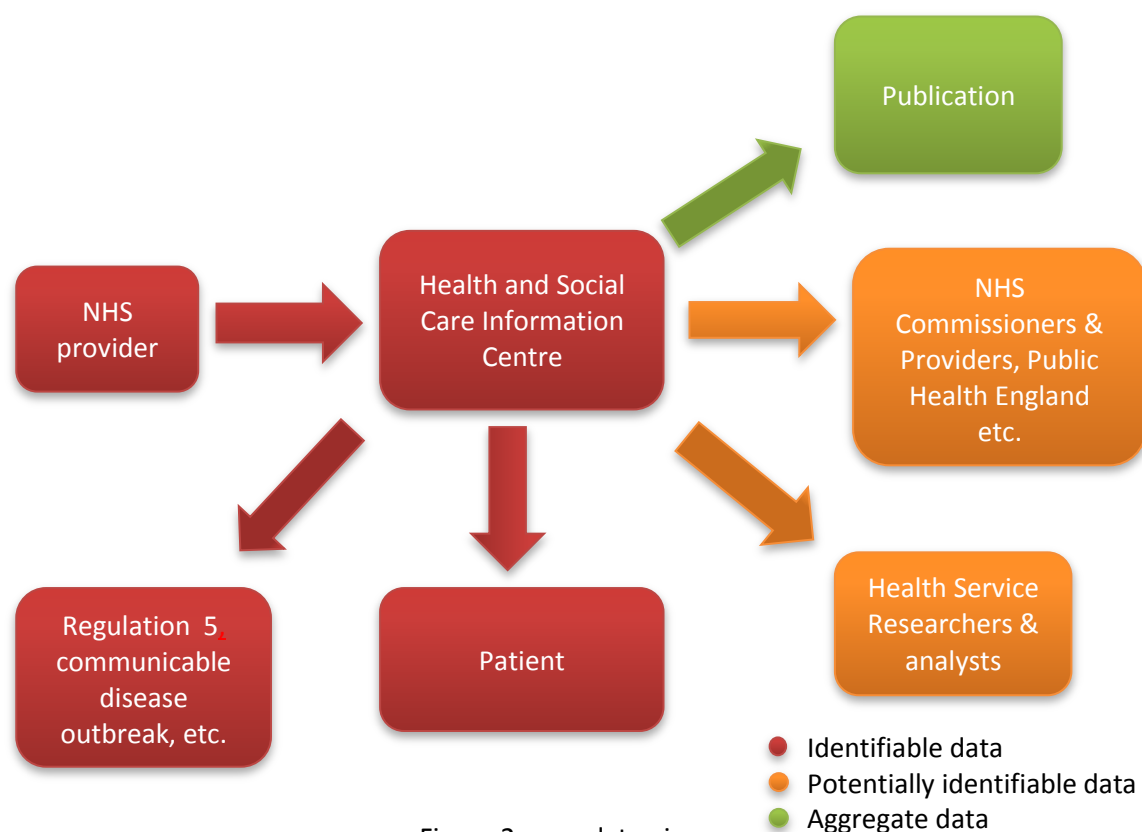 Publication
NHS
provider
Health and Social
Care Information
Centre
NHS
Commissioners &
Providers, Public
Health England
etc.
Regulation 5,
communicable
disease
outbreak, etc.
Patient
Health Service
Researchers &
analysts
Identifiable data
Potentially identifiable data
Aggregate data